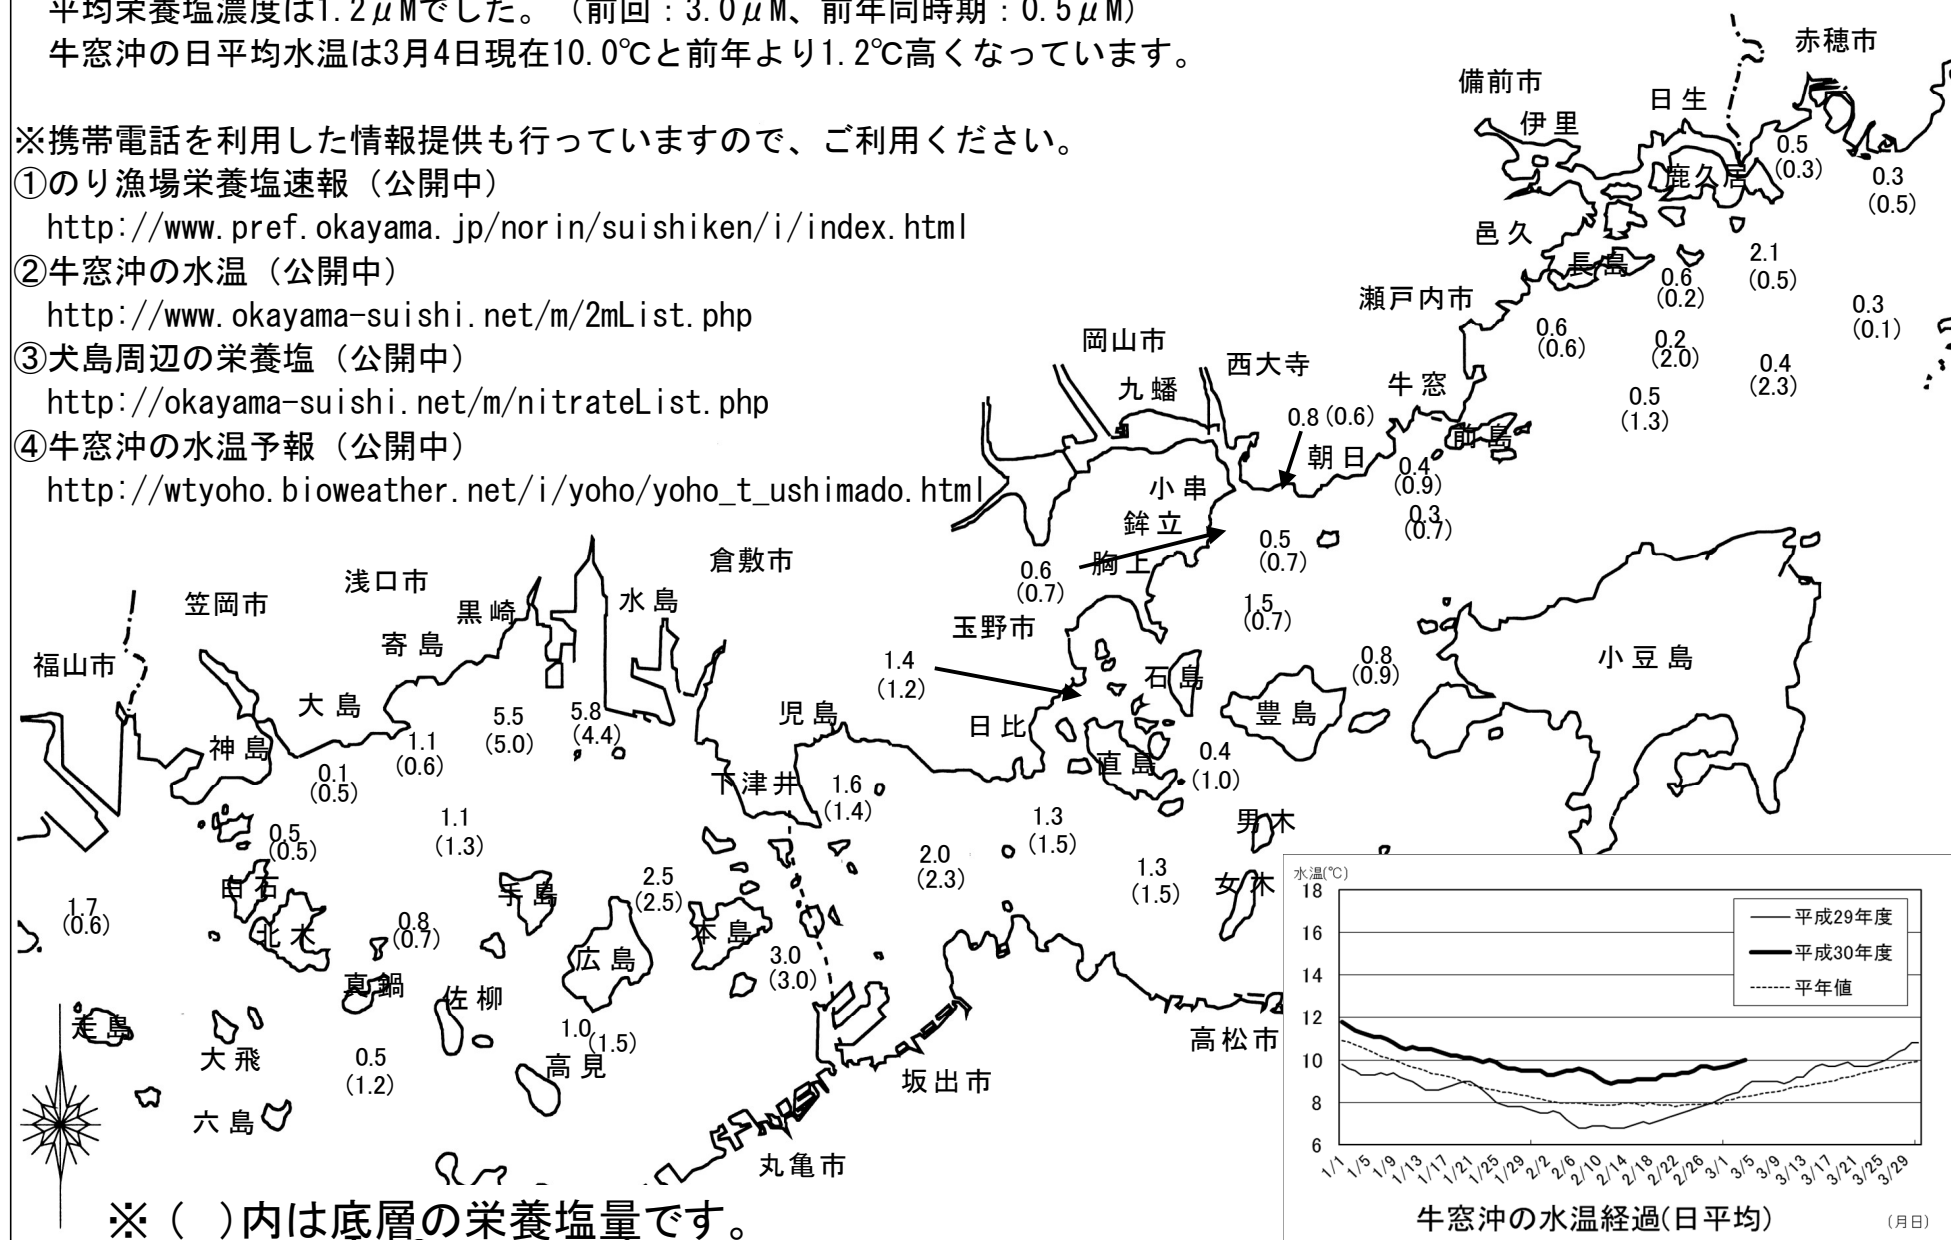 平均栄養塩濃度は1.2μMでした。（前回：3.0μM、前年同時期：0.5μM）
牛窓沖の日平均水温は3月4日現在10.0℃と前年より1.2℃高くなっています。
※携帯電話を利用した情報提供も行っていますので、ご利用ください。
①のり漁場栄養塩速報（公開中）
http://www.pref.okayama.jp/norin/suishiken/i/index.html
②牛窓沖の水温（公開中）
http://www.okayama-suishi.net/m/2mList.php
③犬島周辺の栄養塩（公開中）
http://okayama-suishi.net/m/nitrateList.php
④牛窓沖の水温予報（公開中）
http://wtyoho.bioweather.net/i/yoho/yoho_t_ushimado.html
赤穂市
備前市
日生
伊里
0.5
(0.3)
鹿久居
0.3
(0.5)
邑久
長島
2.1
(0.5)
0.6
(0.2)
瀬戸内市
0.3
(0.1)
0.6
(0.6)
0.2
(2.0)
0.4
(2.3)
岡山市
西大寺
九蟠
牛窓
0.5
(1.3)
0.8(0.6)
前島
朝日
0.4
(0.9)
小串
鉾立
0.3
(0.7)
0.5
(0.7)
胸上
0.6
(0.7)
1.5
(0.7)
倉敷市
浅口市
笠岡市
黒崎
水島
玉野市
寄島
福山市
1.4
(1.2)
石島
0.8
(0.9)
小豆島
大島
5.5
(5.0)
5.8
(4.4)
児島
日比
豊島
神島
1.1
(0.6)
直島
0.4
(1.0)
0.1
(0.5)
下津井
1.6
(1.4)
1.1
(1.3)
1.3
(1.5)
男木
0.5
(0.5)
2.0
(2.3)
1.3
(1.5)
女木
白石
手島
2.5
(2.5)
1.7
(0.6)
北木
0.8
(0.7)
本島
広島
3.0
(3.0)
真鍋
佐柳
走島
1.0
(1.5)
高松市
大飛
0.5
(1.2)
高見
坂出市
六島
丸亀市
水温(℃)
18
16
14
12
10
8
6
平成29年度
平成30年度
平年値
1/1 1/5 1/9 1/13 1/17 1/21 1/25 1/29 2/2 2/6 2/10 2/14 2/18 2/22 2/26 3/1 3/5 3/9 3/13 3/17 3/21 3/25 3/29
牛窓沖の水温経過(日平均)
(月日)
※（ ）内は底層の栄養塩量です。